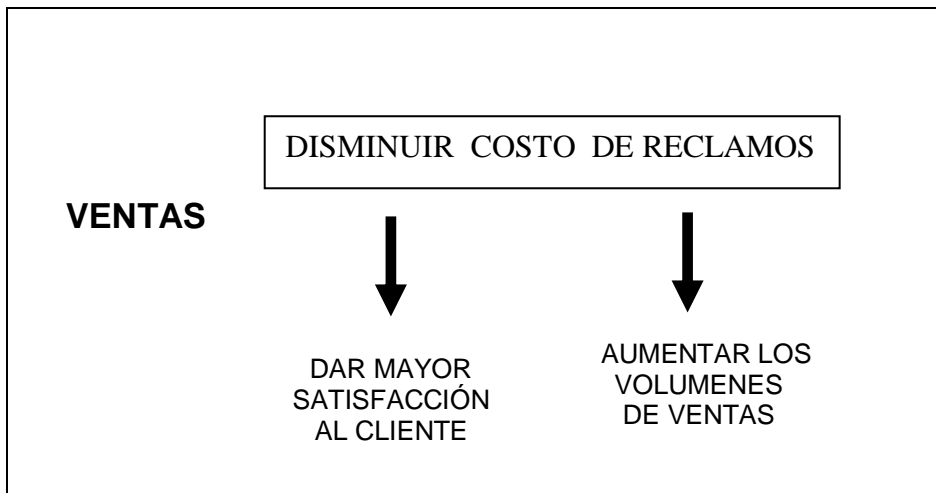 DISMINUIR COSTO DE RECLAMOS
VENTAS
DAR MAYOR
SATISFACCIÓN
AL CLIENTE
AUMENTAR LOS
VOLUMENES
DE VENTAS